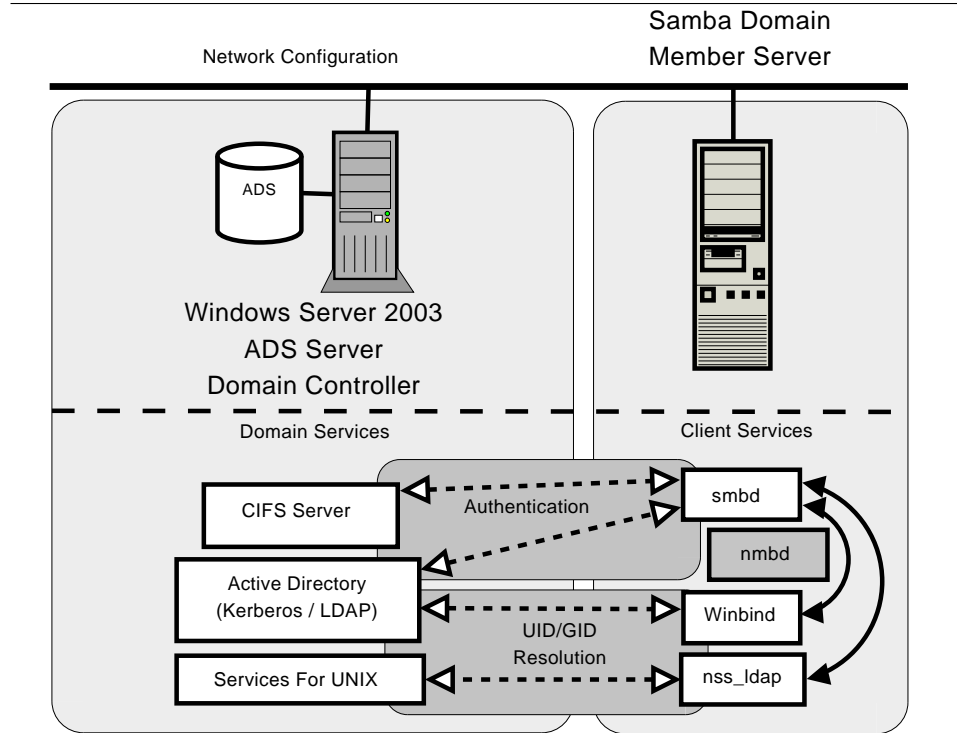 Samba Domain
Member Server
Network Configuration
ADS
Windows Server 2003
ADS Server
Domain Controller
Domain Services
Client Services
CIFS Server
Authentication
smbd
nmbd
Active Directory
(Kerberos / LDAP)
UID/GID
Resolution
Winbind
Services For UNIX
nss_ldap